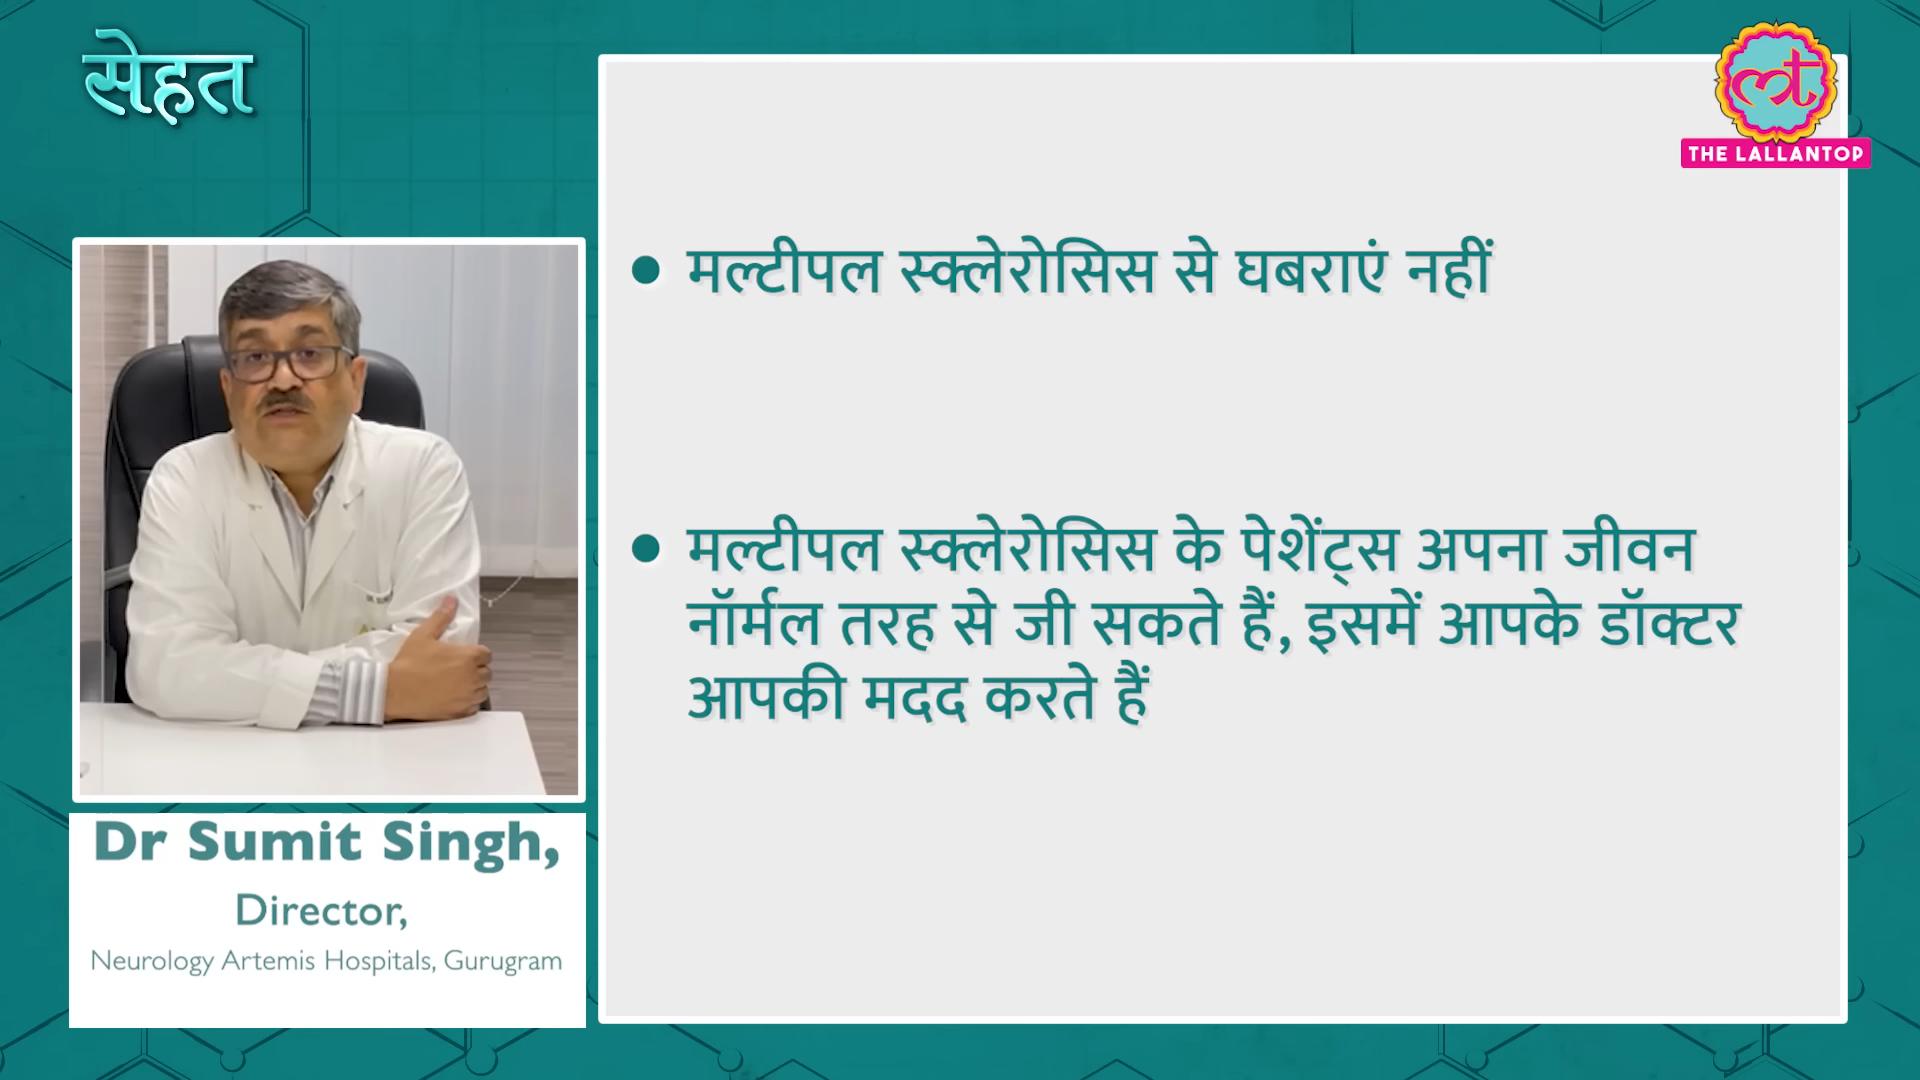 सेहत
THE LALLANTOP
• मल्टीपल स्क्लेरोसिस से घबराएं नहीं
• मल्टीपल स्क्लेरोसिस के पेशेंट्स अपना जीवन
नॉर्मल तरह से जी सकते हैं, इसमें आपके डॉक्टर
आपकी मदद करते हैं
Dr Sumit Singh,
Director,
Neurology Artemis Hospitals, Gurugram